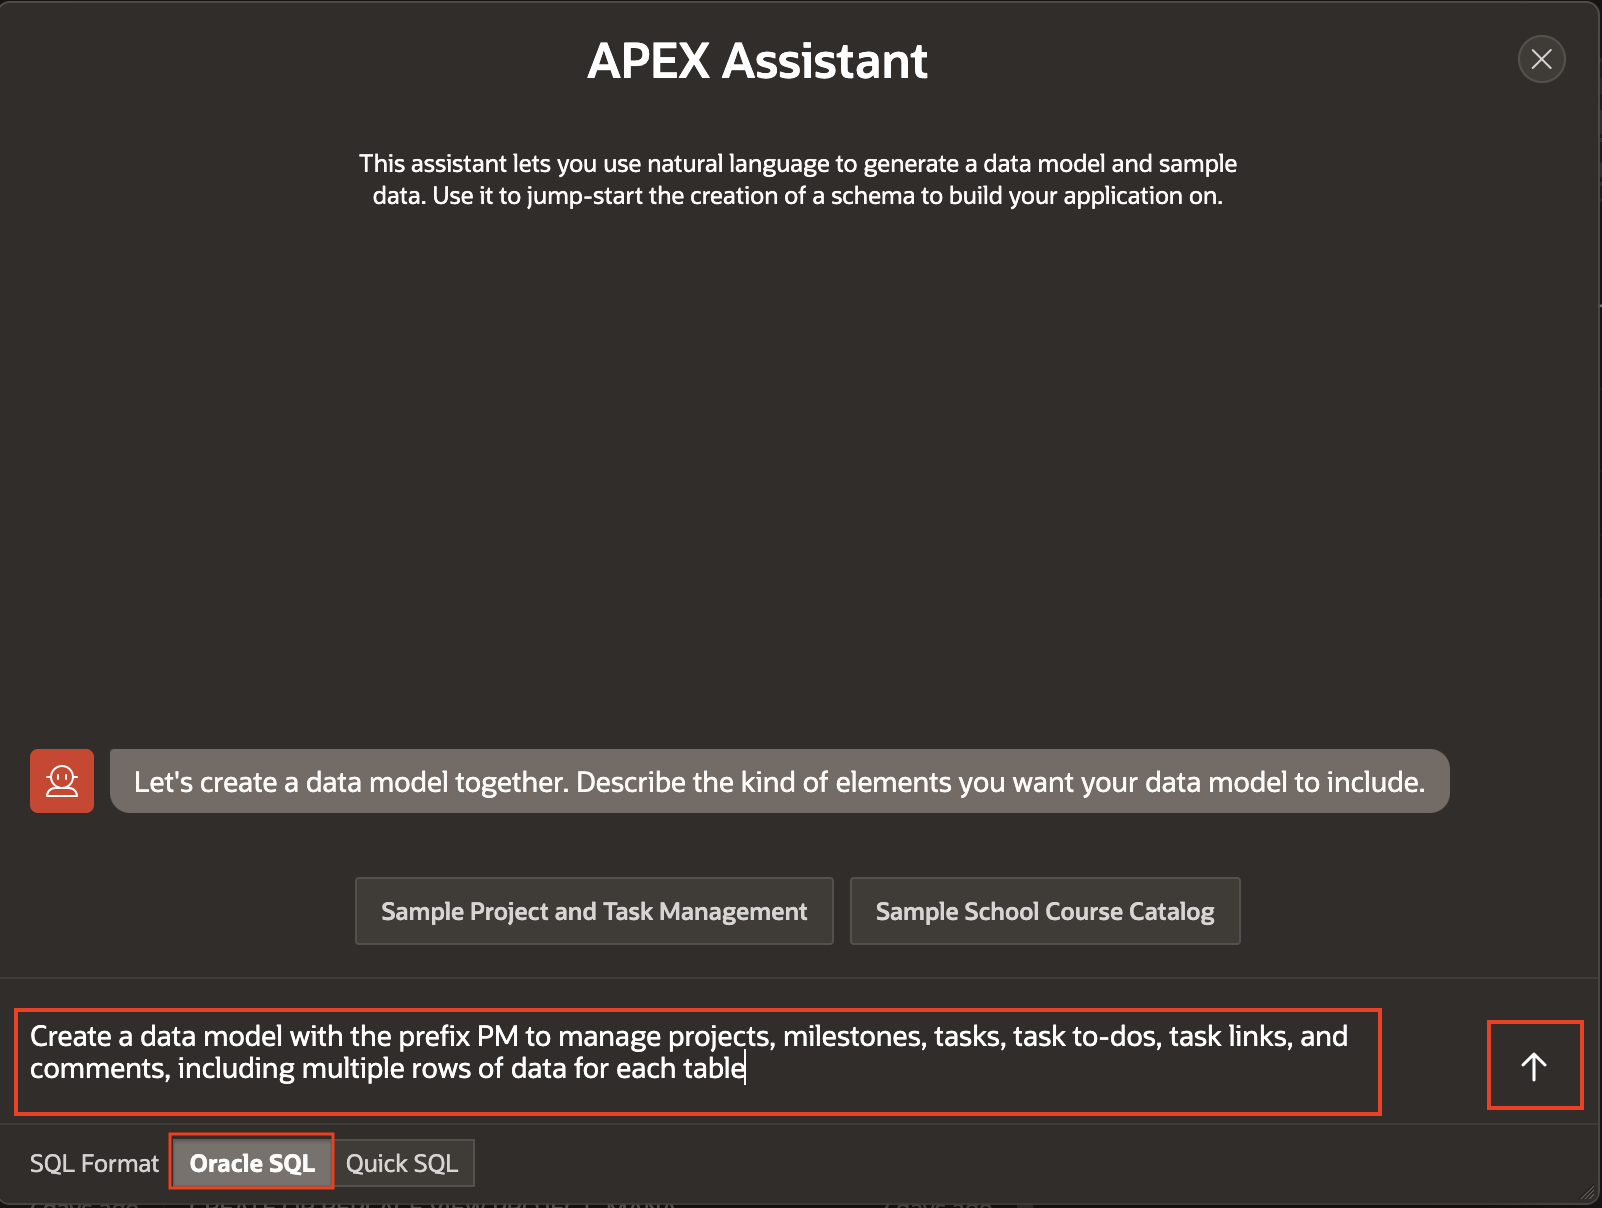 APEX Assistant
This assistant lets you use natural language to generate a data model and sample
data. Use it to jump-start the creation of a schema to build your application on.
Let's create a data model together. Describe the kind of elements you want your data model to include.
Sample Project and Task Management
Sample School Course Catalog
Create a data model with the prefix PM to manage projects, milestones, tasks, task to-dos, task links, and
comments, including multiple rows of data for each table
SQL Format
Oracle SQL
Quick SQL